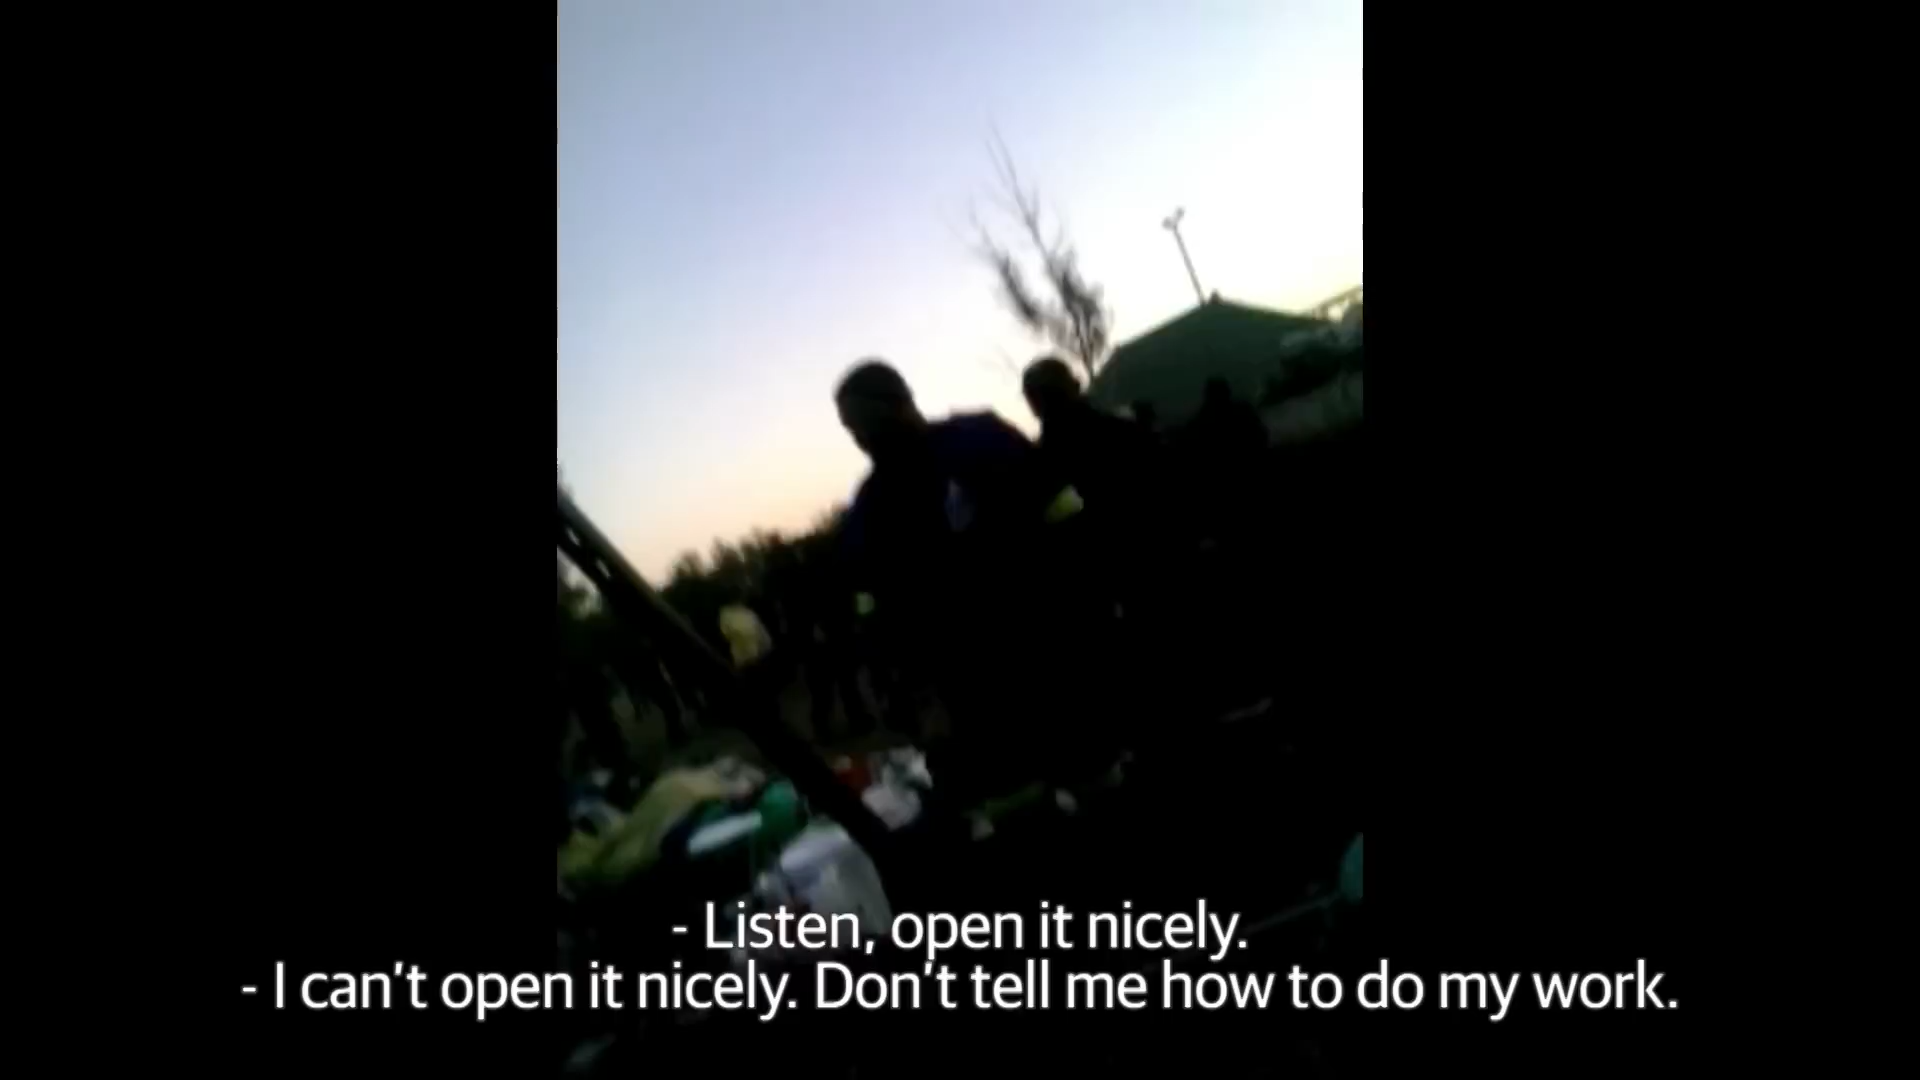 - Listen, open it nicely.
- I can't open it nicely. Don't tell me how to do my work.